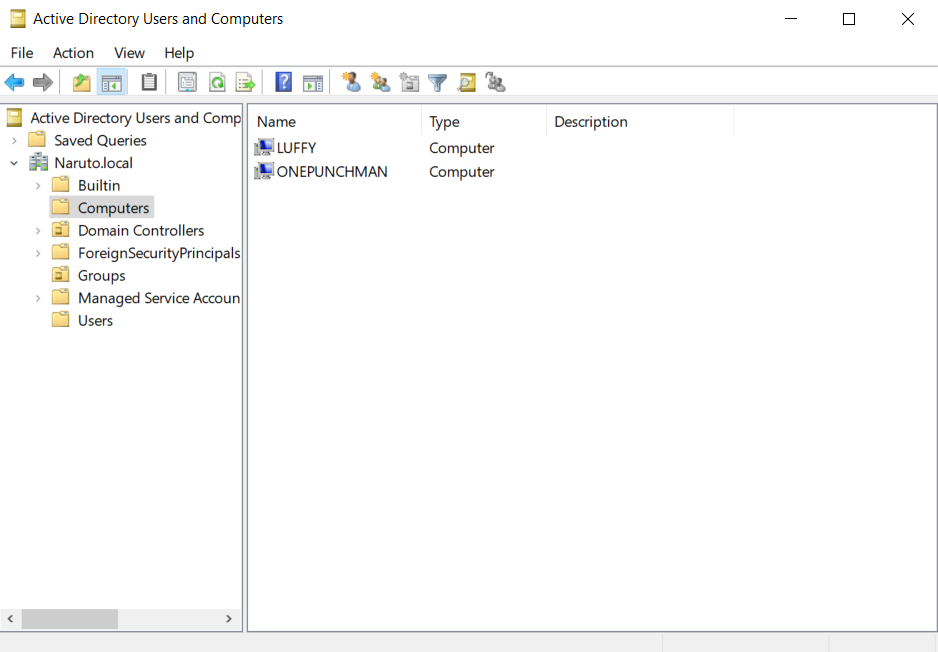 Active Directory Users and Computers
File Action View Help
Active Directory Users and Comp
Saved Queries
Naruto.local
Builtin
Computers
Domain Controllers
ForeignSecurityPrincipals
Groups
Managed Service Accoun
Users
Name Type Description
LUFFY Computer
ONEPUNCHMAN Computer